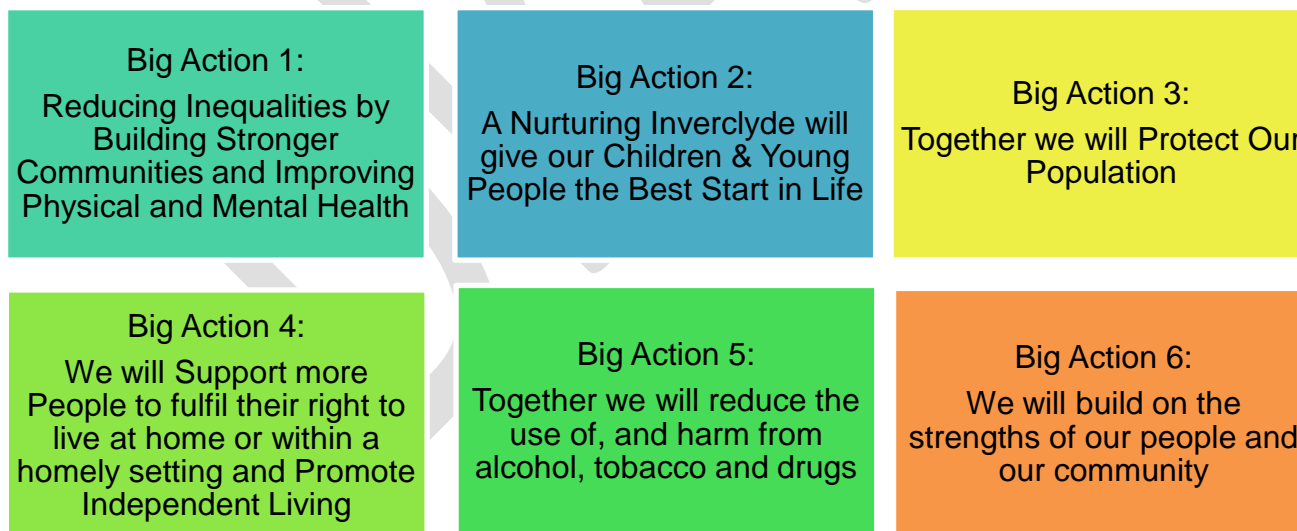 Big Action 1:
Reducing Inequalities by
Building Stronger
Communities and Improving
Physical and Mental Health
Big Action 2:
A Nurturing Inverclyde will
give our Children & Young
People the Best Start in Life
Big Action 3:
Together we will Protect Our
Population
Big Action 4:
We will Support more
People to fulfil their right to
live at home or within a
homely setting and Promote
Independent Living
Big Action 5:
Together we will reduce the
use of, and harm from
alcohol, tobacco and drugs
Big Action 6:
We will build on the
strengths of our people and
our community